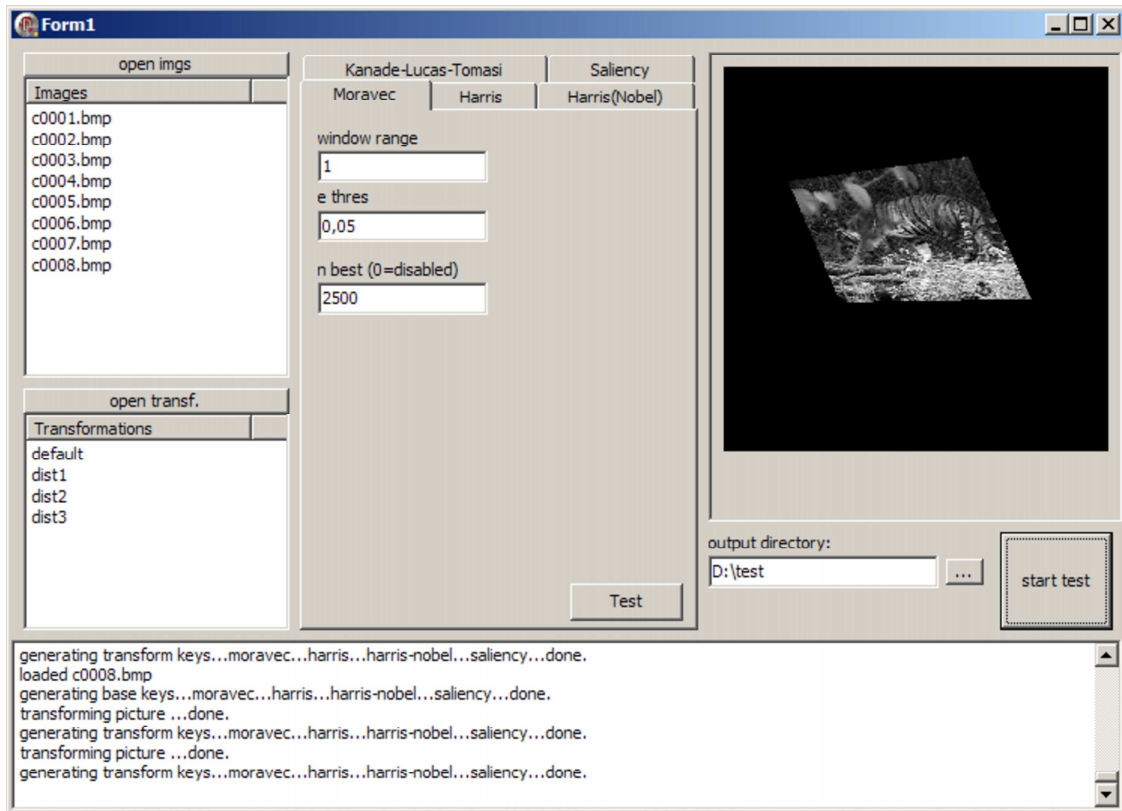 Form1
open imgs
Images
c0001.bmp
c0002.bmp
c0003.bmp
c0004.bmp
c0005.bmp
c0006.bmp
c0007.bmp
c0008.bmp
open transf.
Transformations
default
dist1
dist2
dist3
Kanade-Lucas-Tomasi
Saliency
Moravec
Harris
Harris(Nobel)
window range
1
e thres
0,05
n best (0=disabled)
2500
Test
output directory:
D:\test
...
start test
generating transform keys...moravec...harris...harris-nobel...saliency...done.
loaded c0008.bmp
generating base keys...moravec...harris...harris-nobel...saliency...done.
transforming picture ...done.
generating transform keys...moravec...harris...harris-nobel...saliency...done.
transforming picture ...done.
generating transform keys...moravec...harris...harris-nobel...saliency...done.